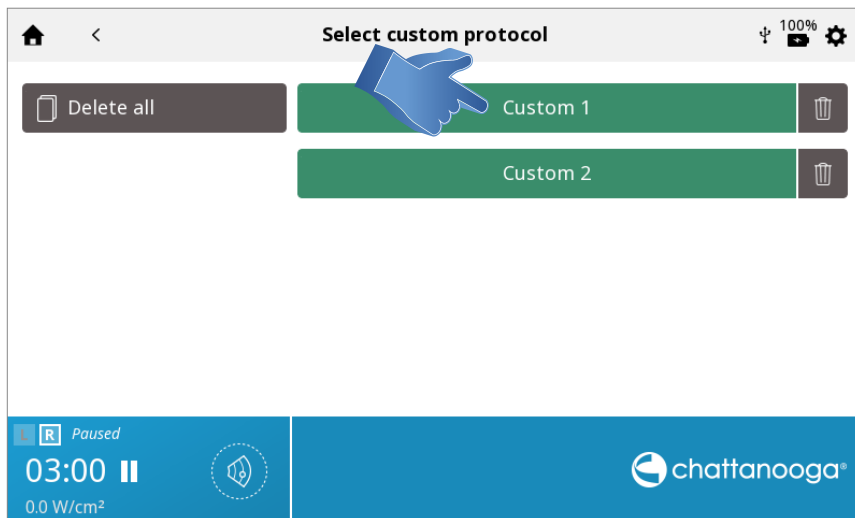 Select custom protocol
100%
Delete all
Custom 1
Custom 2
L R Paused
03:00
0.0 W/cm²
chattanooga®